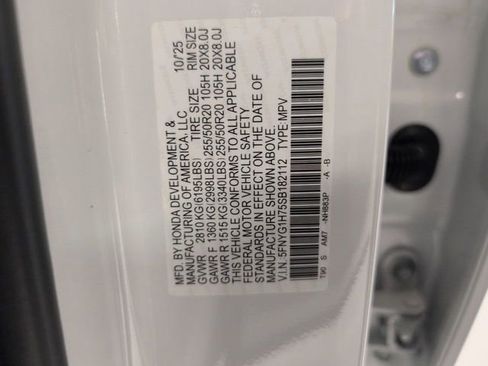 MFD. BY HONDA DEVELOPMENT & 10/25
MANUFACTURING OF AMERICA, LLC
TIRE SIZE RIM SIZE
GVWR 2810 KG(6195LBS)
GAWR F 1360 KG(2998LBS) 255/50R20 105H 20X8.0J
GAWR R 1515 KG(3340LBS) 255/50R20 105H 20X8.0J
THIS VEHICLE CONFORMS TO ALL APPLICABLE
FEDERAL MOTOR VEHICLE SAFETY
STANDARDS IN EFFECT ON THE DATE OF
MANUFACTURE SHOWN ABOVE.
V.I.N. 5FNYG1H75SB182112 TYPE MPV
T90 S AM7 -NH883P -A -B